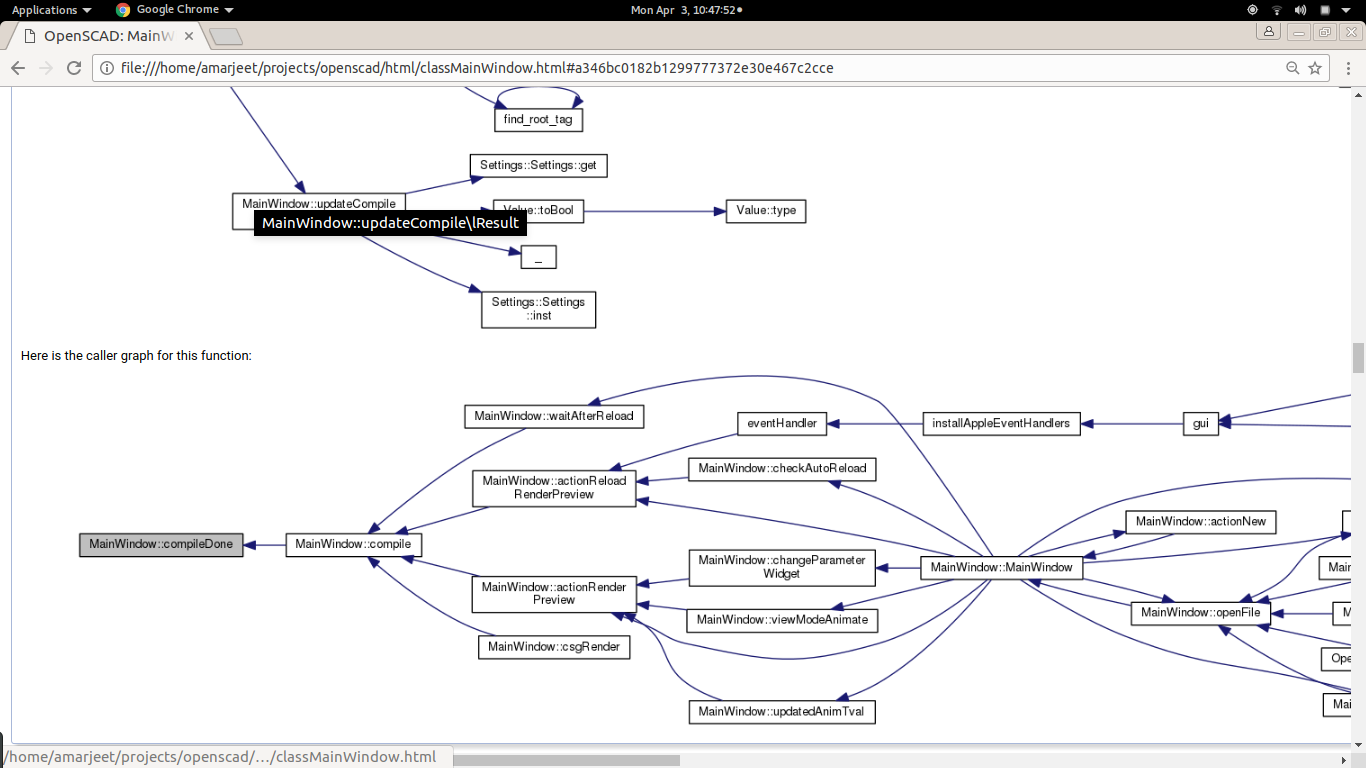 Applications
Google Chrome
Mon Apr 3, 10:47:52
OpenSCAD: MainW
file:///home/amarjeet/projects/openscad/html/classMainWindow.html#a346bc0182b1299777372e30e467c2cce
find_root_tag
Settings::Settings::get
MainWindow::updateCompile
Value::toBool
Value::type
MainWindow::updateCompile\lResult
_
Settings::Settings
::inst
Here is the caller graph for this function:
MainWindow::waitAfterReload
eventHandler
installAppleEventHandlers
gui
MainWindow::checkAutoReload
MainWindow::actionReload
RenderPreview
MainWindow::actionNew
MainWindow::compileDone
MainWindow::compile
MainWindow::changeParameter
Widget
MainWindow::MainWindow
MainWindow::actionRender
Preview
MainWindow::openFile
MainWindow::viewModeAnimate
MainWindow::csgRender
MainWindow::updatedAnimTval
/home/amarjeet/projects/openscad/…/classMainWindow.html